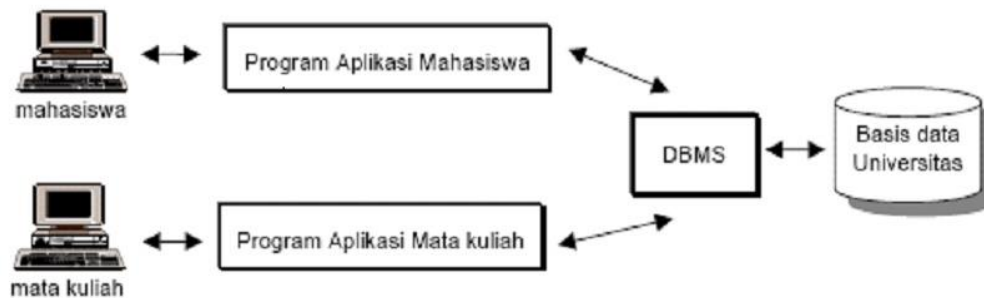 mahasiswa
Program Aplikasi Mahasiswa
DBMS
Basis data
Universitas
mata kuliah
Program Aplikasi Mata kuliah